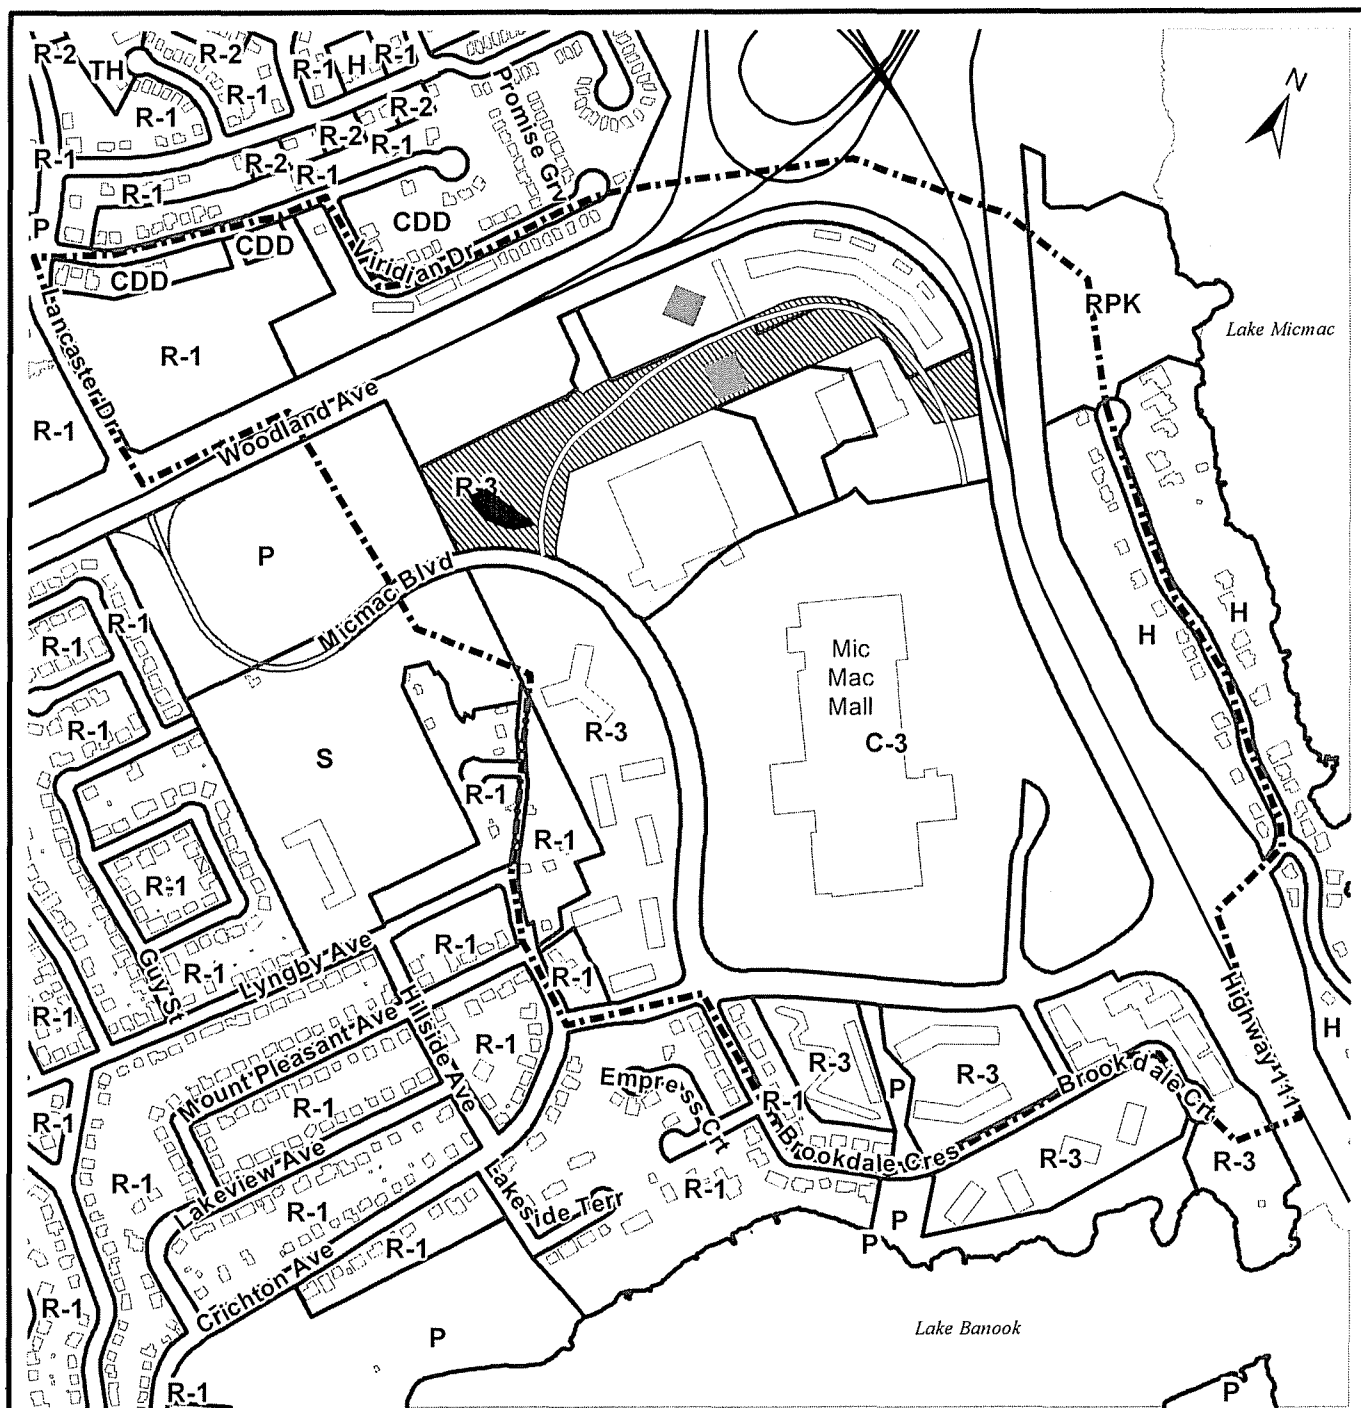 R-2
R-2
R-1
H
R-1
N
TH
R-1
R-1
R-2
Promise Grv
R-2
R-1
R-1
R-2
R-1
R-1
P
CDD
CDD
CDD
Viridian Dr
RPK
Lake Micmac
Lancaster Dr
R-1
R-1
Woodland Ave
R-3
P
Micmac Blvd
R-1
R-1
H
H
Mic
Mac
Mall
R-1
R-3
C-3
S
R-1
R-1
R-1
Guy St
R-1
Lyngby Ave
R-1
R-1
R-1
Hillside Ave
Highway 111
H
Mount Pleasant Ave
R-1
R-3
P
R-3
Empress Crt
R-1
Brookdale Crt
R-1
R-1
Brookdale Cres
R-3
R-3
R-1
Lakeview Ave
R-1
Lakeside Terr
R-1
P
P
R-1
Crichton Ave
R-1
P
Lake Banook
R-1
P